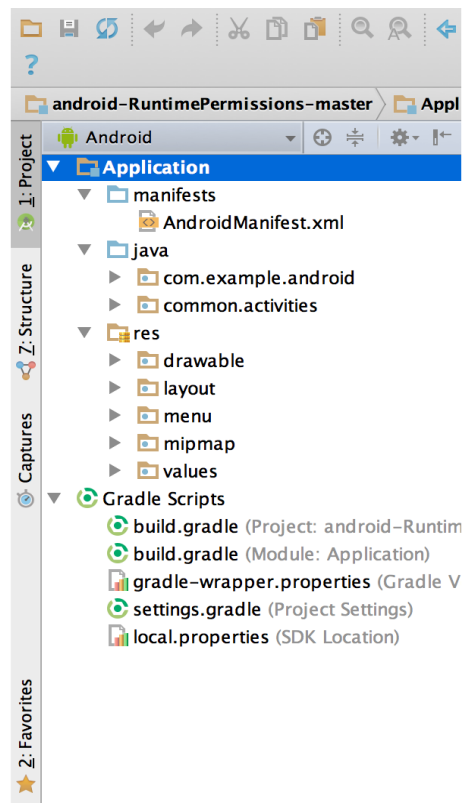 ?
android-RuntimePermissions-master Appl
Android
Application
manifests
AndroidManifest.xml
java
com.example.android
common.activities
res
drawable
layout
menu
mipmap
values
Gradle Scripts
build.gradle (Project: android-Runtim
build.gradle (Module: Application)
gradle-wrapper.properties (Gradle V
settings.gradle (Project Settings)
local.properties (SDK Location)
1: Project
Z: Structure
Captures
2: Favorites